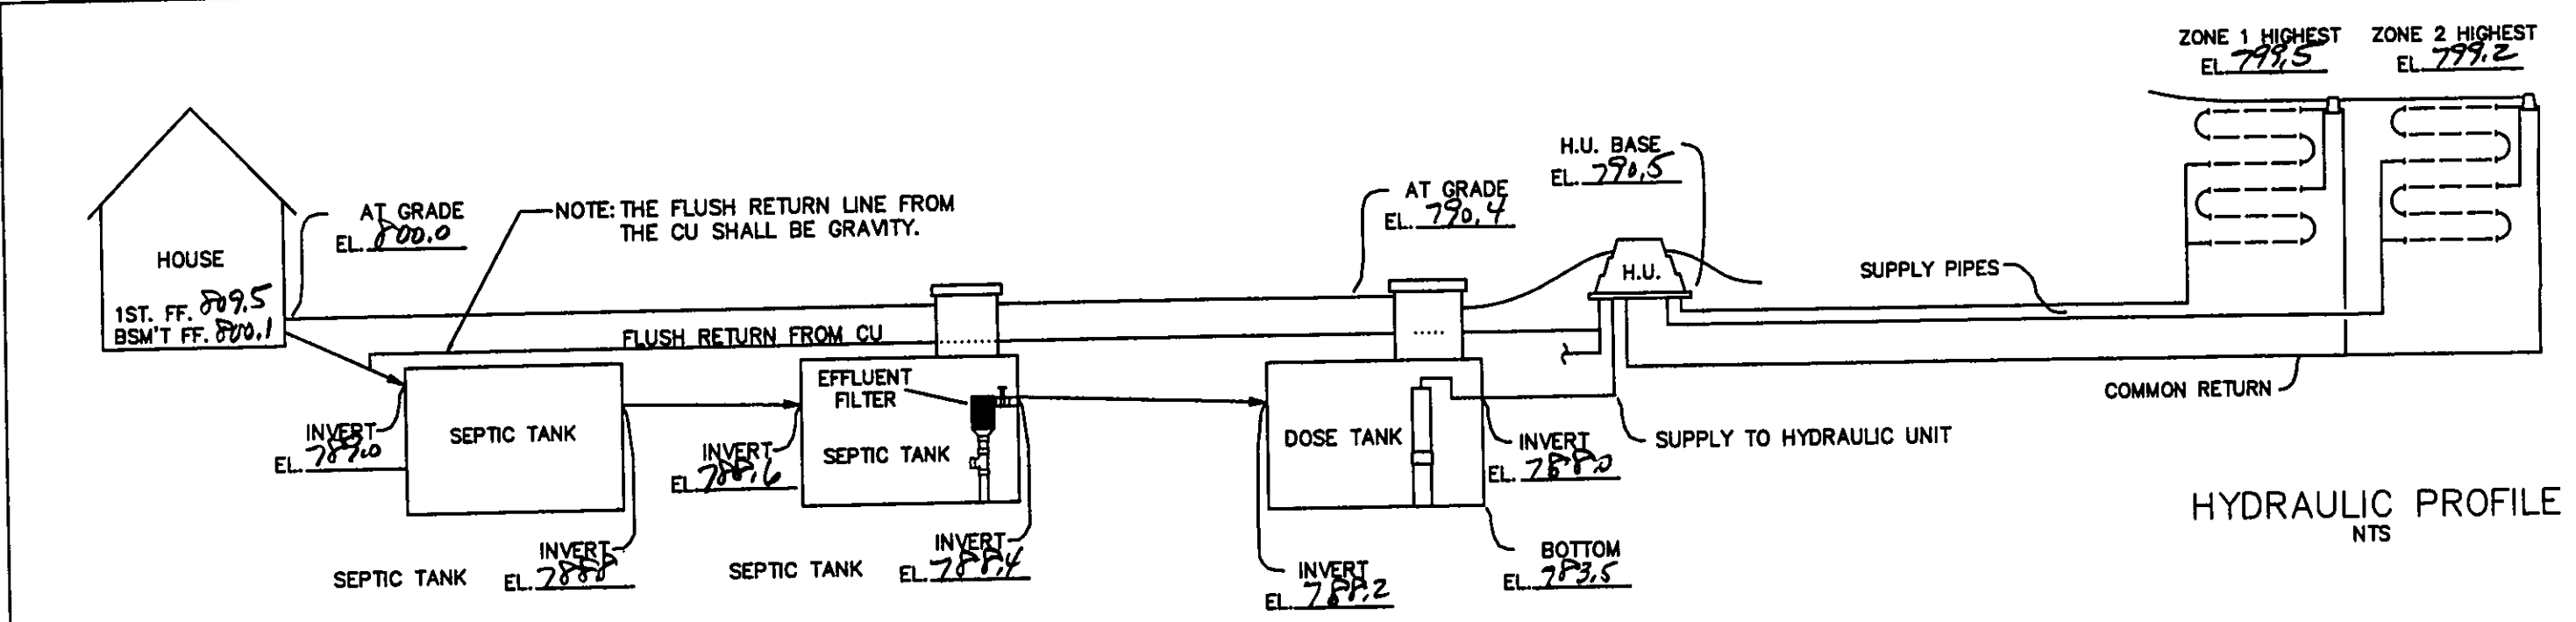 ZONE 1 HIGHEST
EL. 799.5
ZONE 2 HIGHEST
EL. 799.2
H.U. BASE
EL. 790.5
AT GRADE
EL. 790.4
AT GRADE
EL. 800.0
NOTE: THE FLUSH RETURN LINE FROM
THE CU SHALL BE GRAVITY.
HOUSE
1ST. FF. 809.5
BSM'T FF. 800.1
H.U.
SUPPLY PIPES
FLUSH RETURN FROM CU
EFFLUENT
FILTER
COMMON RETURN
SEPTIC TANK
SEPTIC TANK
DOSE TANK
SUPPLY TO HYDRAULIC UNIT
INVERT
EL. 789.0
INVERT
EL. 788.6
INVERT
EL. 788.0
HYDRAULIC PROFILE
NTS
INVERT
EL. 7888
SEPTIC TANK
INVERT
EL. 788.4
SEPTIC TANK
INVERT
EL. 788.2
BOTTOM
EL. 783.5